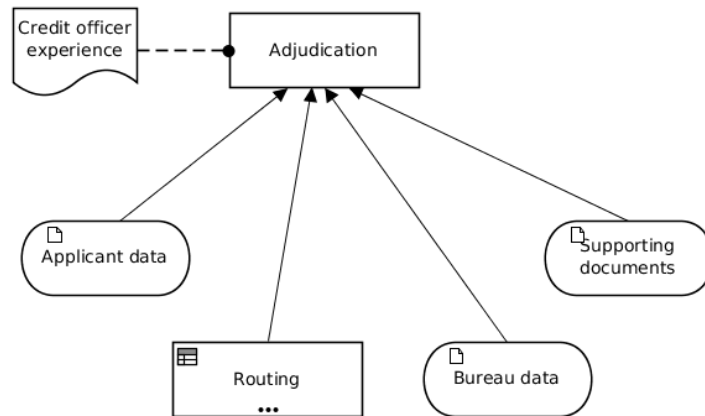 Credit officer
experience
Adjudication
Applicant data
Supporting
documents
Routing
Bureau data